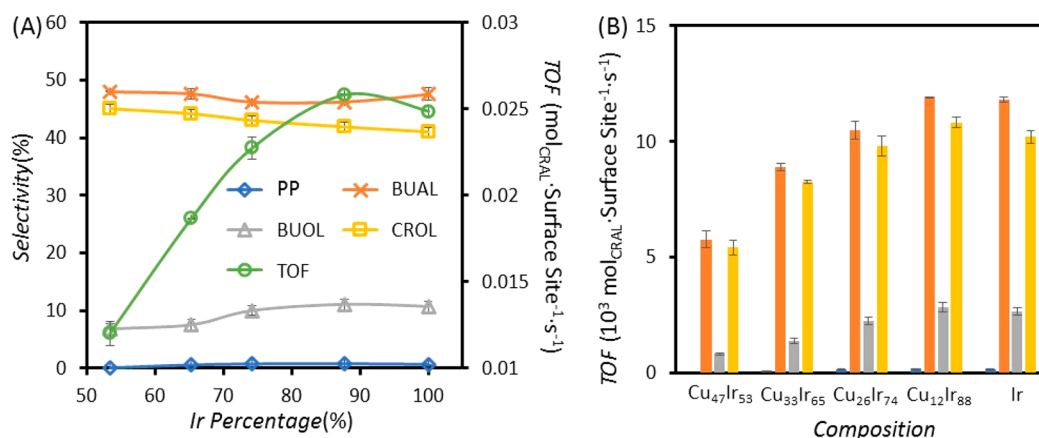 (A)
60
50
40
30
20
10
0
Selectivity(%)
50 60 70 80 90 100
Ir Percentage(%)
0.03
0.025
0.02
0.015
0.01
TOF (mol_CRAL·Surface Site⁻¹·s⁻¹)
PP BUAL
BUOL CROL
TOF
(B)
15
10
5
0
TOF (10³ mol_CRAL·Surface Site⁻¹·s⁻¹)
Cu₄₇Ir₅₃ Cu₃₃Ir₆₅ Cu₂₆Ir₇₄ Cu₁₂Ir₈₈ Ir
Composition